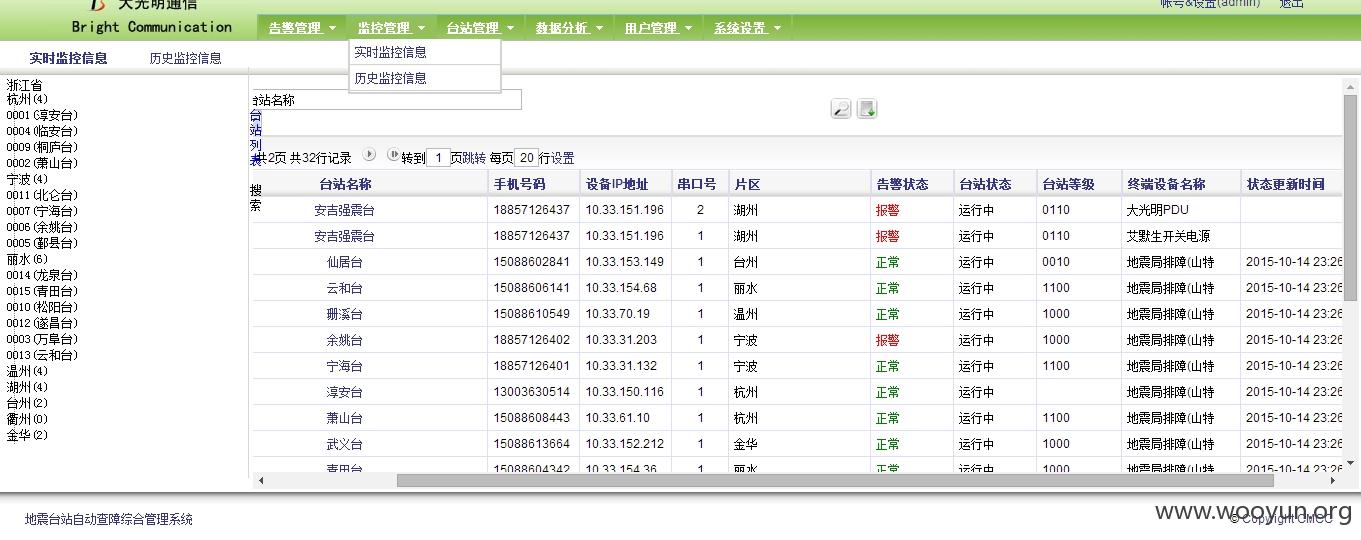 大光明通信
Bright Communication
帐号&设置(admin) 退出
告警管理 监控管理 台站管理 数据分析 用户管理 系统设置
实时监控信息 历史监控信息
实时监控信息
历史监控信息
浙江省
杭州(4)
0001(淳安台)
0004(临安台)
0009(桐庐台)
0002(萧山台)
宁波(4)
0011(北仑台)
0007(宁海台)
0006(余姚台)
0005(鄞县台)
丽水(6)
0014(龙泉台)
0015(青田台)
0010(松阳台)
0012(遂昌台)
0003(万阜台)
0013(云和台)
温州(4)
湖州(4)
台州(2)
衢州(0)
金华(2)
台站列表
搜索
台站名称
共2页 共32行记录 转到 1 页跳转 每页 20 行设置
台站名称 手机号码 设备IP地址 串口号 片区 告警状态 台站状态 台站等级 终端设备名称 状态更新时间
安吉强震台 18857126437 10.33.151.196 2 湖州 报警 运行中 0110 大光明PDU
安吉强震台 18857126437 10.33.151.196 1 湖州 报警 运行中 0110 艾默生开关电源
仙居台 15088602841 10.33.153.149 1 台州 正常 运行中 0010 地震局排障(山特 2015-10-14 23:26
云和台 15088606141 10.33.154.68 1 丽水 正常 运行中 1100 地震局排障(山特 2015-10-14 23:26
珊溪台 15088610549 10.33.70.19 1 温州 正常 运行中 1000 地震局排障(山特 2015-10-14 23:26
余姚台 18857126402 10.33.31.203 1 宁波 报警 运行中 1000 地震局排障(山特 2015-10-14 23:26
宁海台 18857126401 10.33.31.132 1 宁波 正常 运行中 1100 地震局排障(山特 2015-10-14 23:26
淳安台 13003630514 10.33.150.116 1 杭州 正常 运行中 地震局排障(山特 2015-10-14 23:26
萧山台 15088608443 10.33.61.10 1 杭州 正常 运行中 1100 地震局排障(山特 2015-10-14 23:26
武义台 15088613664 10.33.152.212 1 金华 正常 运行中 1000 地震局排障(山特 2015-10-14 23:26
青田台 15088604342 10.33.154.36 1 丽水 正常 运行中 1000 地震局排障(山特 2015-10-14 23:26
地震台站自动查障综合管理系统
© Copyright CMCC
www.wooyun.org